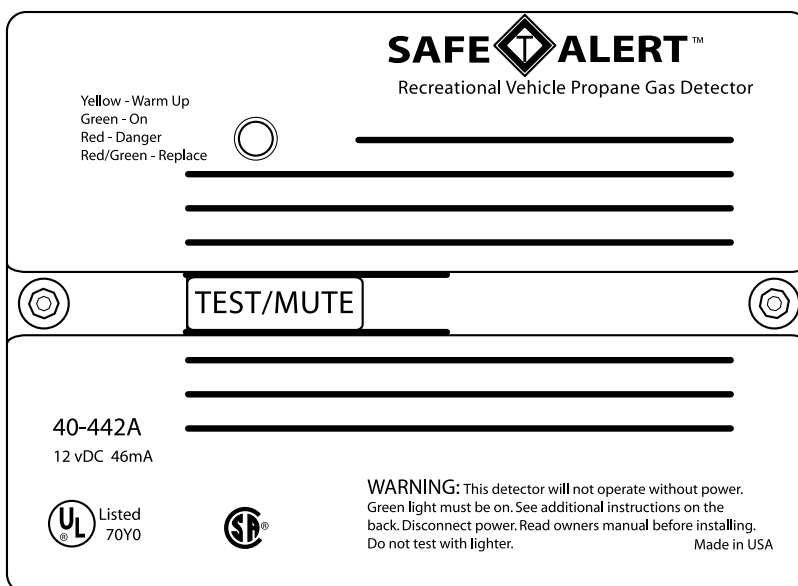 SAFE T ALERT™
Recreational Vehicle Propane Gas Detector
Yellow - Warm Up
Green - On
Red - Danger
Red/Green - Replace
TEST/MUTE
40-442A
12 vDC 46mA
UL® Listed
70Y0
SA®
WARNING: This detector will not operate without power.
Green light must be on. See additional instructions on the
back. Disconnect power. Read owners manual before installing.
Do not test with lighter.
Made in USA